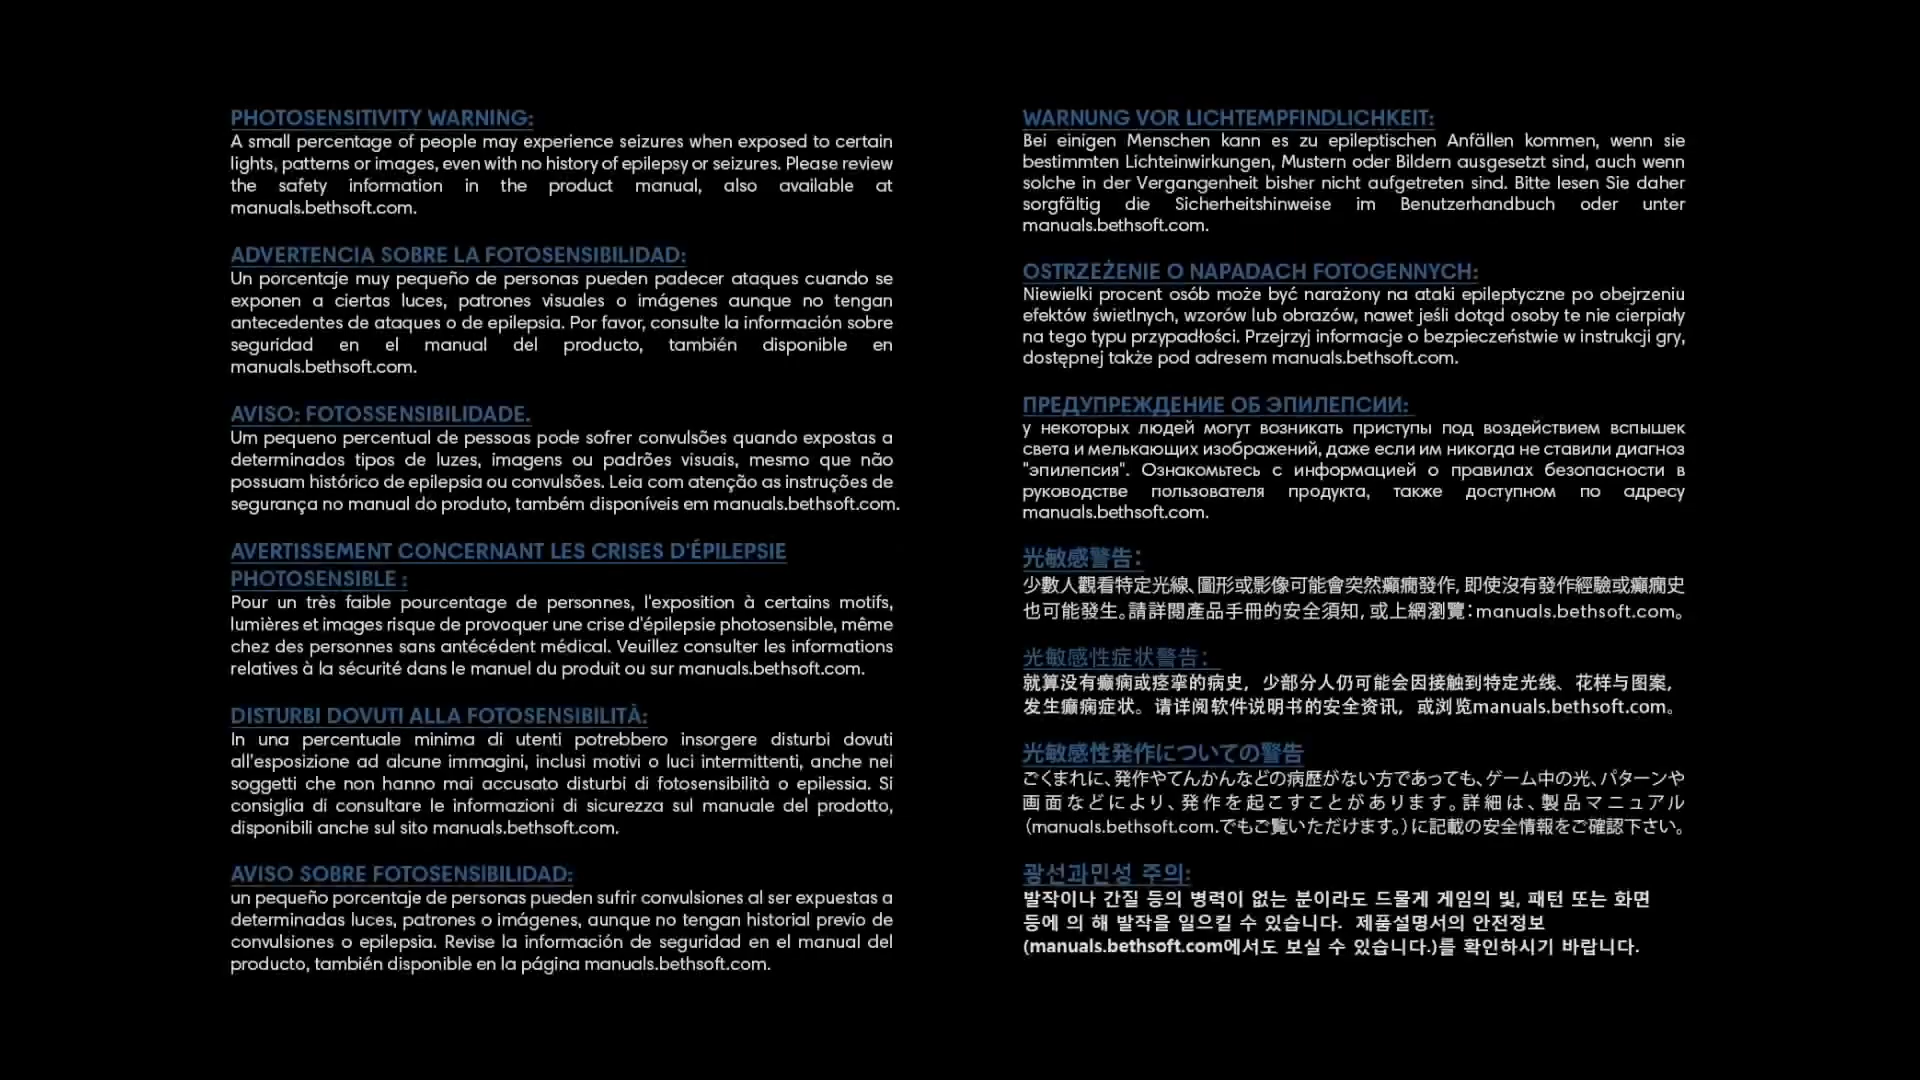 PHOTOSENSITIVITY WARNING:
A small percentage of people may experience seizures when exposed to certain
lights, patterns or images, even with no history of epilepsy or seizures. Please review
the safety information in the product manual, also available at
manuals.bethsoft.com.
ADVERTENCIA SOBRE LA FOTOSENSIBILIDAD:
Un porcentaje muy pequeño de personas pueden padecer ataques cuando se
exponen a ciertas luces, patrones visuales o imágenes aunque no tengan
antecedentes de ataques o de epilepsia. Por favor, consulte la información sobre
seguridad en el manual del producto, también disponible en
manuals.bethsoft.com.
AVISO: FOTOSSENSIBILIDADE.
Um pequeno percentual de pessoas pode sofrer convulsões quando expostas a
determinados tipos de luzes, imagens ou padrões visuais, mesmo que não
possuam histórico de epilepsia ou convulsões. Leia com atenção as instruções de
segurança no manual do produto, também disponíveis em manuals.bethsoft.com.
AVERTISSEMENT CONCERNANT LES CRISES D'ÉPILEPSIE
PHOTOSENSIBLE :
Pour un très faible pourcentage de personnes, l'exposition à certains motifs,
lumières et images risque de provoquer une crise d'épilepsie photosensible, même
chez des personnes sans antécédent médical. Veuillez consulter les informations
relatives à la sécurité dans le manuel du produit ou sur manuals.bethsoft.com.
DISTURBI DOVUTI ALLA FOTOSENSIBILITÀ:
In una percentuale minima di utenti potrebbero insorgere disturbi dovuti
all'esposizione ad alcune immagini, inclusi motivi o luci intermittenti, anche nei
soggetti che non hanno mai accusato disturbi di fotosensibilità o epilessia. Si
consiglia di consultare le informazioni di sicurezza sul manuale del prodotto,
disponibili anche sul sito manuals.bethsoft.com.
AVISO SOBRE FOTOSENSIBILIDAD:
un pequeño porcentaje de personas pueden sufrir convulsiones al ser expuestas a
determinadas luces, patrones o imágenes, aunque no tengan historial previo de
convulsiones o epilepsia. Revise la información de seguridad en el manual del
producto, también disponible en la página manuals.bethsoft.com.
WARNUNG VOR LICHTEMPFINDLICHKEIT:
Bei einigen Menschen kann es zu epileptischen Anfällen kommen, wenn sie
bestimmten Lichteinwirkungen, Mustern oder Bildern ausgesetzt sind, auch wenn
solche in der Vergangenheit bisher nicht aufgetreten sind. Bitte lesen Sie daher
sorgfältig die Sicherheitshinweise im Benutzerhandbuch oder unter
manuals.bethsoft.com.
OSTRZEŻENIE O NAPADACH FOTOGENNYCH:
Niewielki procent osób może być narażony na ataki epileptyczne po obejrzeniu
efektów świetlnych, wzorów lub obrazów, nawet jeśli dotąd osoby te nie cierpiały
na tego typu przypadłości. Przejrzyj informacje o bezpieczeństwie w instrukcji gry,
dostępnej także pod adresem manuals.bethsoft.com.
ПРЕДУПРЕЖДЕНИЕ ОБ ЭПИЛЕПСИИ:
у некоторых людей могут возникать приступы под воздействием вспышек
света и мелькающих изображений, даже если им никогда не ставили диагноз
"эпилепсия". Ознакомьтесь с информацией о правилах безопасности в
руководстве пользователя продукта, также доступном по адресу
manuals.bethsoft.com.
光敏感警告：
少數人觀看特定光線、圖形或影像可能會突然癲癇發作，即使沒有發作經驗或癲癇史
也可能發生。請詳閱產品手冊的安全須知，或上網瀏覽：manuals.bethsoft.com。
光敏感性症状警告：
就算没有癫痫或痉挛的病史，少部分人仍可能会因接触到特定光线、花样与图案，
发生癫痫症状。请详阅软件说明书的安全资讯，或浏览manuals.bethsoft.com。
光敏感性発作についての警告
ごくまれに、発作やてんかんなどの病歴がない方であっても、ゲーム中の光、パターンや
画面などにより、発作を起こすことがあります。詳細は、製品マニュアル
（manuals.bethsoft.com.でもご覧いただけます。）に記載の安全情報をご確認下さい。
광선과민성 주의:
발작이나 간질 등의 병력이 없는 분이라도 드물게 게임의 빛, 패턴 또는 화면
등에 의 해 발작을 일으킬 수 있습니다. 제품설명서의 안전정보
(manuals.bethsoft.com에서도 보실 수 있습니다.)를 확인하시기 바랍니다.